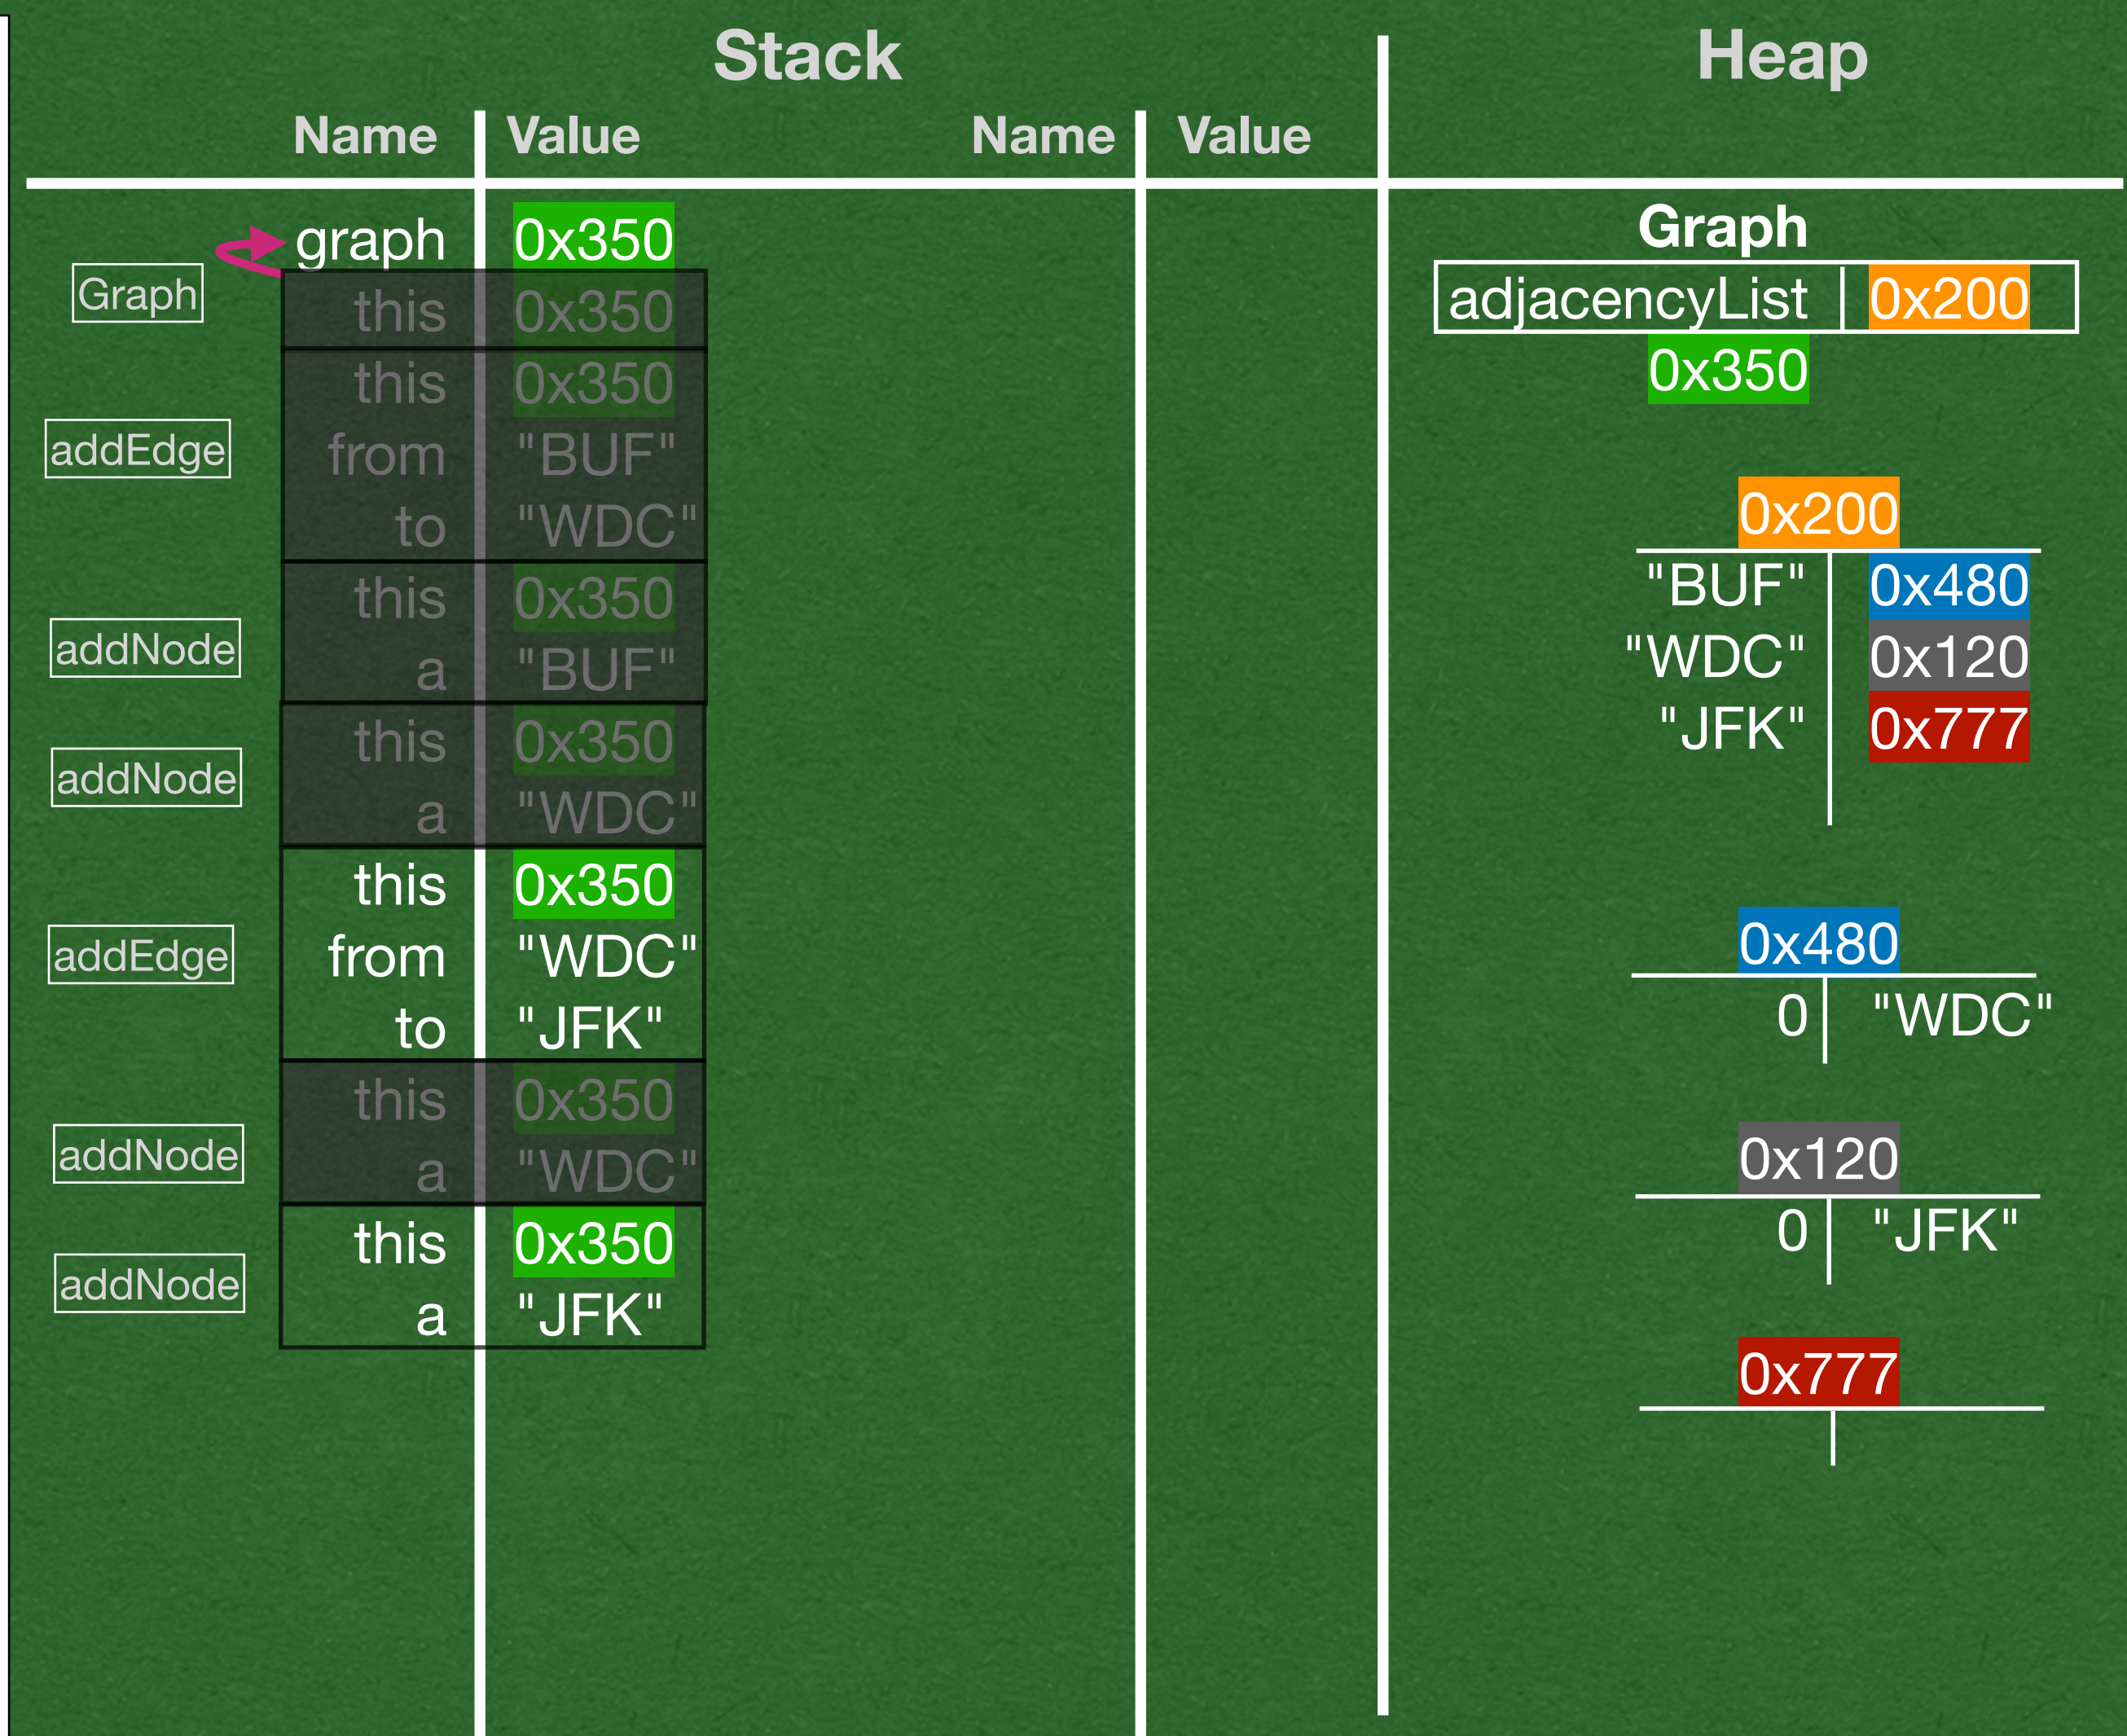 Stack
Heap
Name Value Name Value
graph 0x350
Graph
this 0x350
this 0x350
addEdge
from "BUF"
to "WDC"
this 0x350
addNode
a "BUF"
this 0x350
addNode
a "WDC"
this 0x350
addEdge
from "WDC"
to "JFK"
this 0x350
addNode
a "WDC"
this 0x350
addNode
a "JFK"
Graph
adjacencyList 0x200
0x350
0x200
"BUF" 0x480
"WDC" 0x120
"JFK" 0x777
0x480
0 "WDC"
0x120
0 "JFK"
0x777